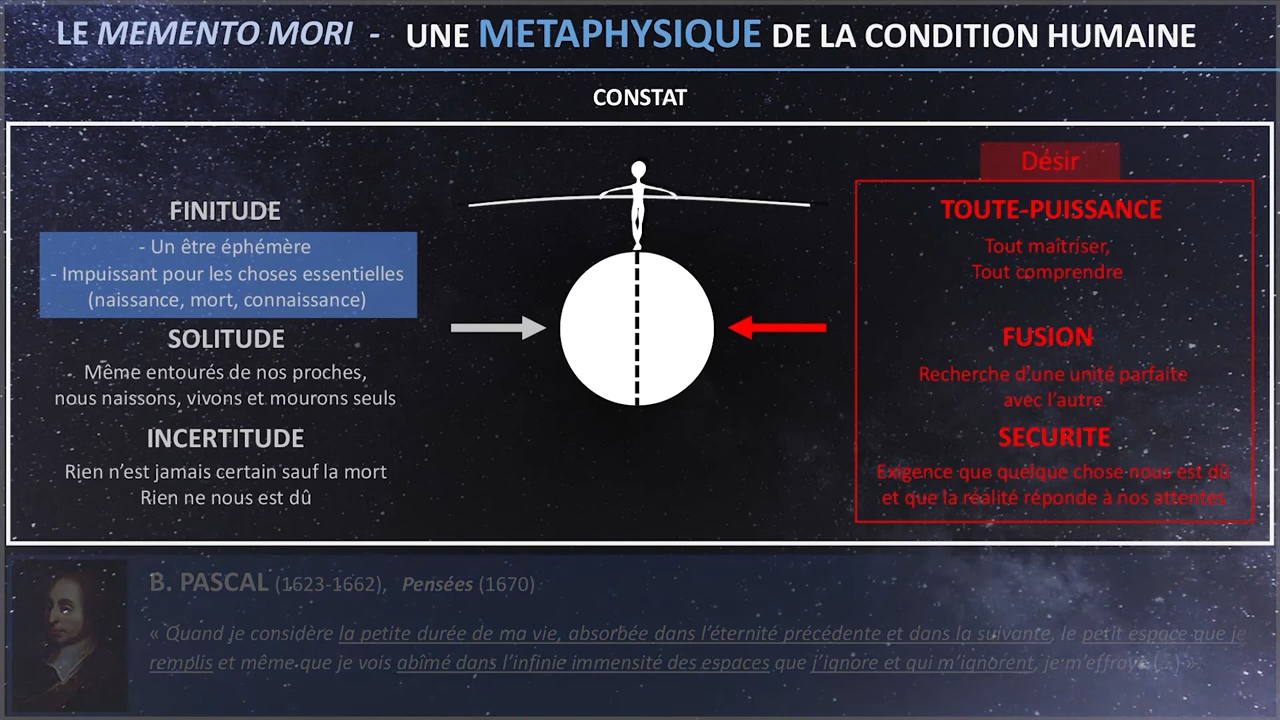 LE MEMENTO MORI - UNE METAPHYSIQUE DE LA CONDITION HUMAINE
CONSTAT
FINITUDE
- Un être éphémère
- Impuissant pour les choses essentielles
(naissance, mort, connaissance)
SOLITUDE
Même entourés de nos proches,
nous naissons, vivons et mourons seuls
INCERTITUDE
Rien n’est jamais certain sauf la mort
Rien ne nous est dû
Désir
TOUTE-PUISSANCE
Tout maîtriser,
Tout comprendre
FUSION
Recherche d’une unité parfaite
avec l’autre
SECURITE
Exigence que quelque chose nous est dû
et que la réalité réponde à nos attentes
B. PASCAL (1623-1662), Pensées (1670)
« Quand je considère la petite durée de ma vie, absorbée dans l’éternité précédente et dans la suivante, le petit espace que je
remplis et même que je vois abîmé dans l’infinie immensité des espaces que j’ignore et qui m’ignorent, je m’effraye (...) »